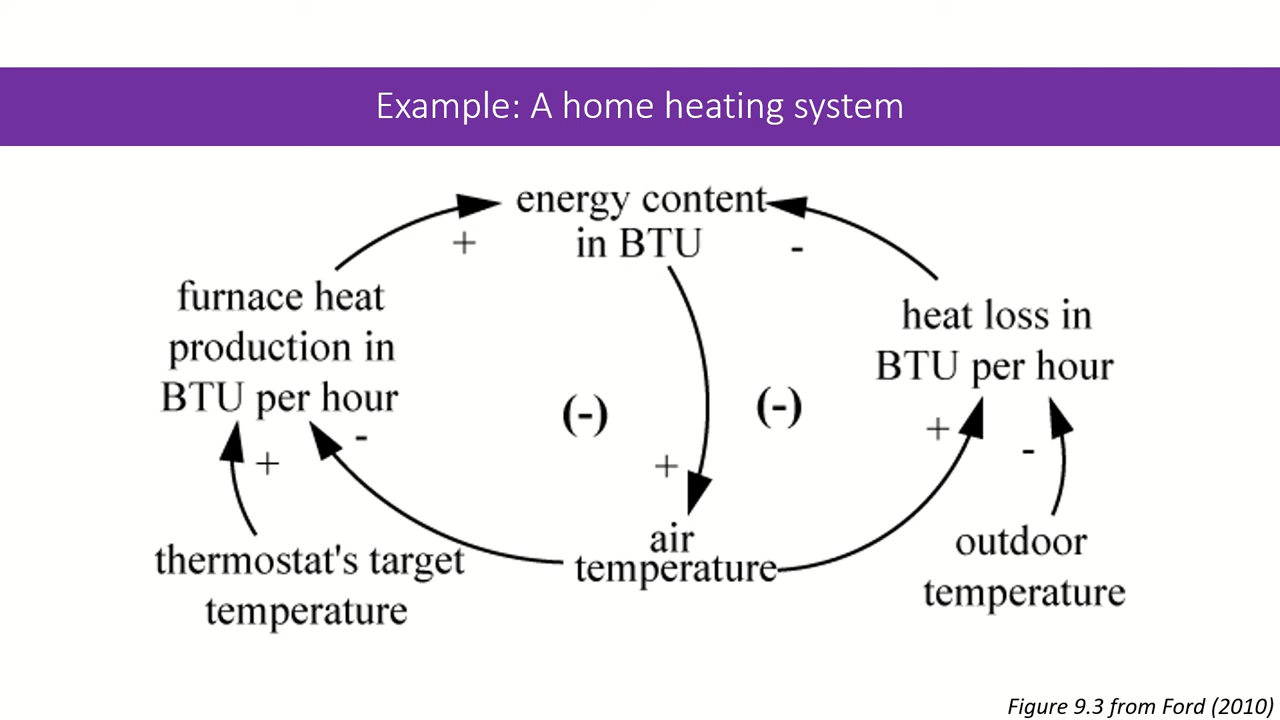 Example: A home heating system
energy content
in BTU
+
-
furnace heat
production in
BTU per hour
heat loss in
BTU per hour
(-)
(-)
-
+
+
+
-
thermostat's target
temperature
air
temperature
outdoor
temperature
Figure 9.3 from Ford (2010)